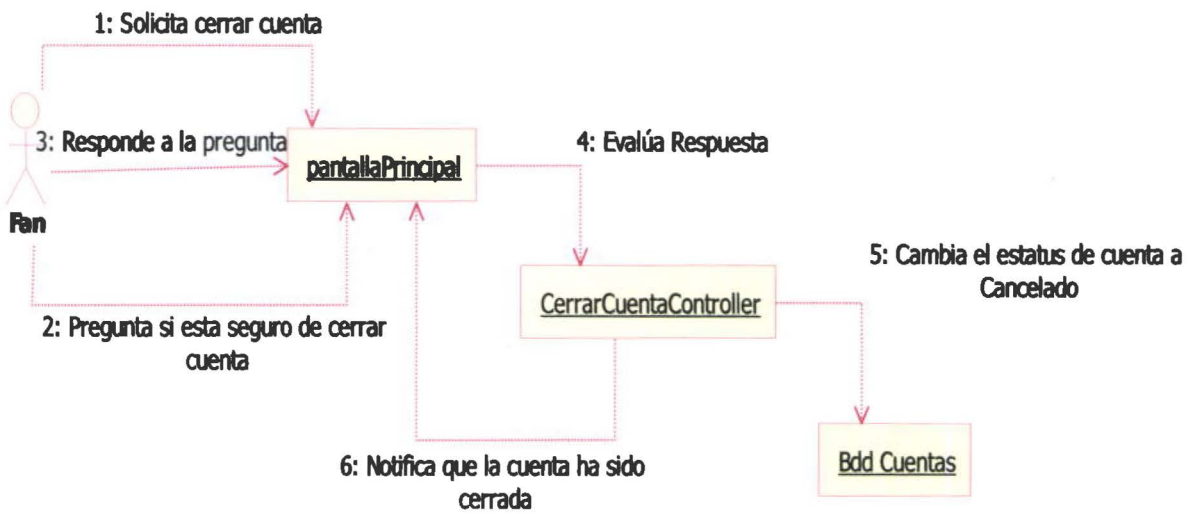 1: Solicita cerrar cuenta
3: Responde a la pregunta
pantallaPrincipal
4: Evalúa Respuesta
Fan
5: Cambia el estatus de cuenta a
Cancelado
CerrarCuentaController
2: Pregunta si esta seguro de cerrar
cuenta
6: Notifica que la cuenta ha sido
cerrada
Bdd Cuentas